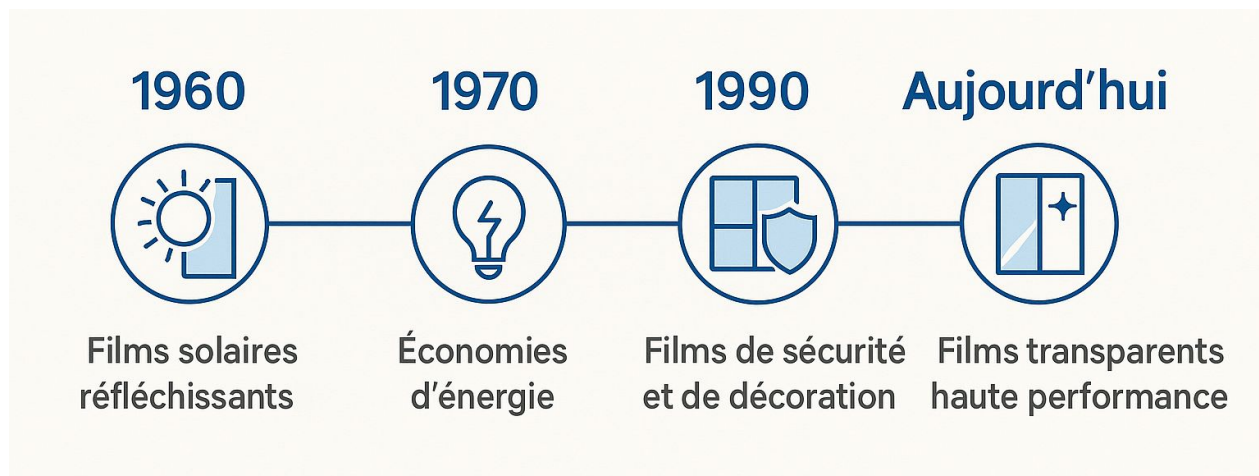 1960
Films solaires
réfléchissants
1970
Économies
d'énergie
1990
Films de sécurité
et de décoration
Aujourd'hui
Films transparents
haute performance